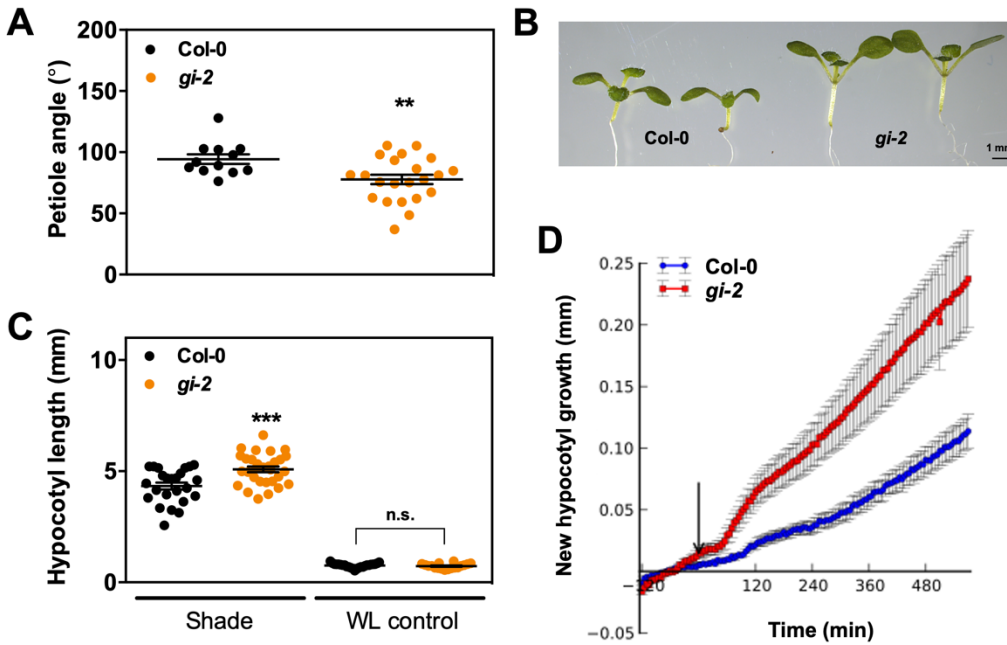 A
Petiole angle (°)
200
150
100
50
0
Col-0
gi-2
**
B
Col-0
gi-2
1 mm
C
Hypocotyl length (mm)
10
5
0
Col-0
gi-2
***
n.s.
Shade
WL control
D
New hypocotyl growth (mm)
0.25
0.20
0.15
0.10
0.05
−0.05
Col-0
gi-2
−120
120
240
360
480
Time (min)